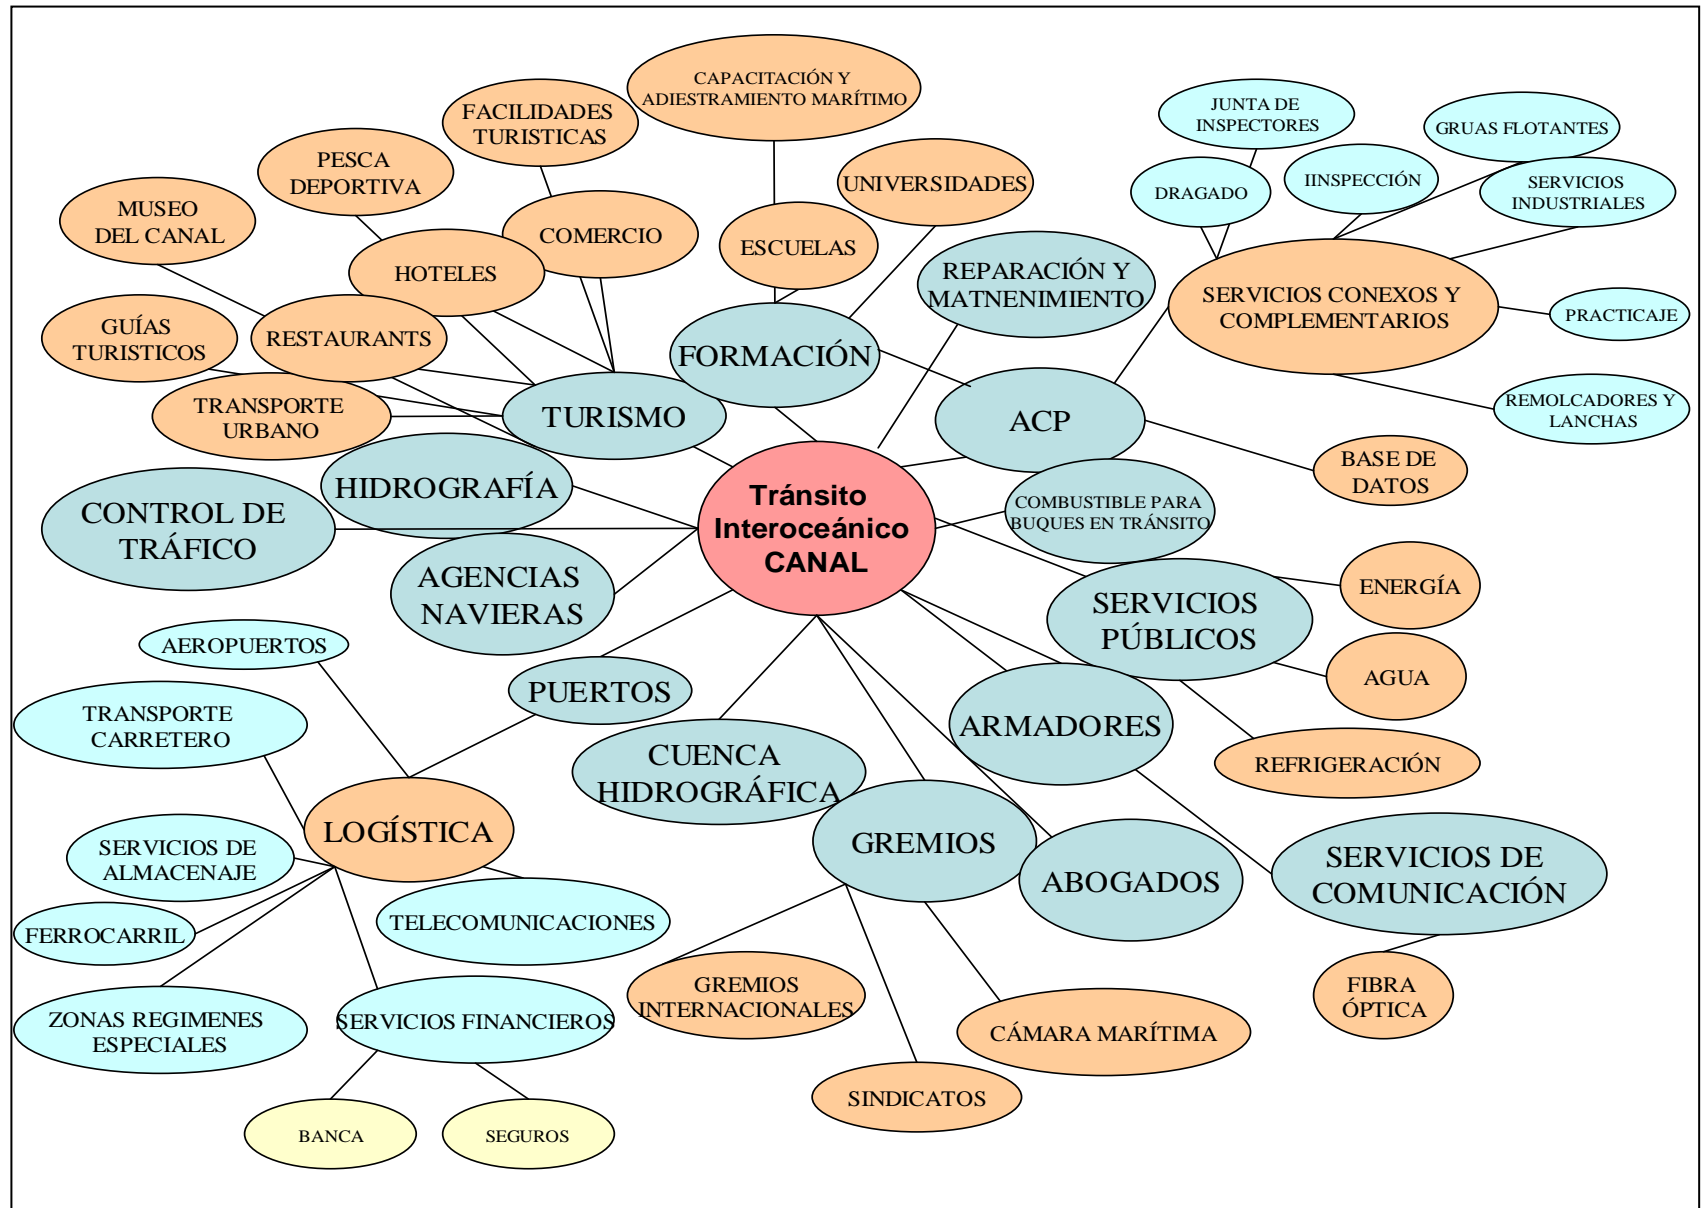 CAPACITACIÓN Y
ADIESTRAMIENTO MARÍTIMO
FACILIDADES
TURISTICAS
JUNTA DE
INSPECTORES
GRUAS FLOTANTES
PESCA
DEPORTIVA
UNIVERSIDADES
DRAGADO
IINSPECCIÓN
SERVICIOS
INDUSTRIALES
MUSEO
DEL CANAL
COMERCIO
ESCUELAS
HOTELES
REPARACIÓN Y
MATNENIMIENTO
SERVICIOS CONEXOS Y
COMPLEMENTARIOS
PRACTICAJE
GUÍAS
TURISTICOS
RESTAURANTS
FORMACIÓN
TRANSPORTE
URBANO
TURISMO
ACP
REMOLCADORES Y
LANCHAS
BASE DE
DATOS
HIDROGRAFÍA
CONTROL DE
TRÁFICO
Tránsito
Interoceánico
CANAL
COMBUSTIBLE PARA
BUQUES EN TRÁNSITO
AGENCIAS
NAVIERAS
SERVICIOS
PÚBLICOS
ENERGÍA
AEROPUERTOS
AGUA
PUERTOS
TRANSPORTE
CARRETERO
ARMADORES
REFRIGERACIÓN
CUENCA
HIDROGRÁFICA
LOGÍSTICA
GREMIOS
SERVICIOS DE
ALMACENAJE
ABOGADOS
SERVICIOS DE
COMUNICACIÓN
TELECOMUNICACIONES
FERROCARRIL
GREMIOS
INTERNACIONALES
FIBRA
ÓPTICA
ZONAS REGIMENES
ESPECIALES
SERVICIOS FINANCIEROS
CÁMARA MARÍTIMA
SINDICATOS
BANCA
SEGUROS